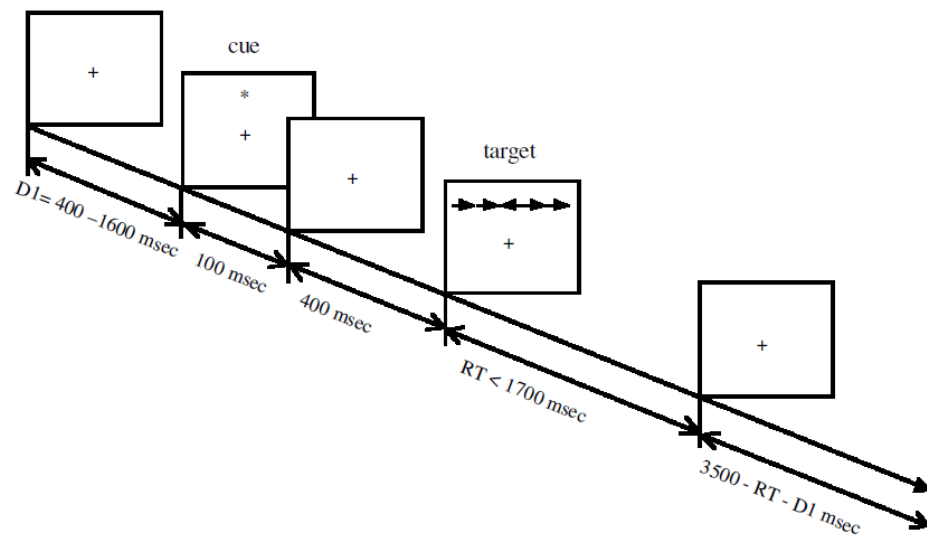 +
cue
*
+
+
target
+
+
D1= 400 –1600 msec
100 msec
400 msec
RT < 1700 msec
3500 - RT - D1 msec